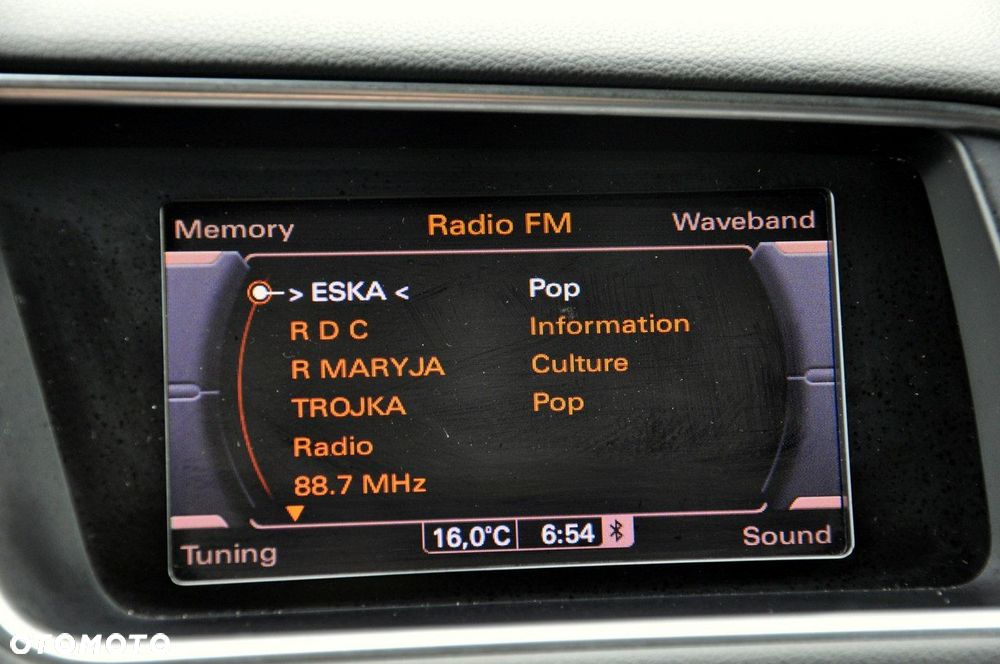 Memory Radio FM Waveband
> ESKA < Pop
R D C Information
R MARYJA Culture
TROJKA Pop
Radio
88.7 MHz
Tuning 16,0°C 6:54 Sound
OTOMOTO